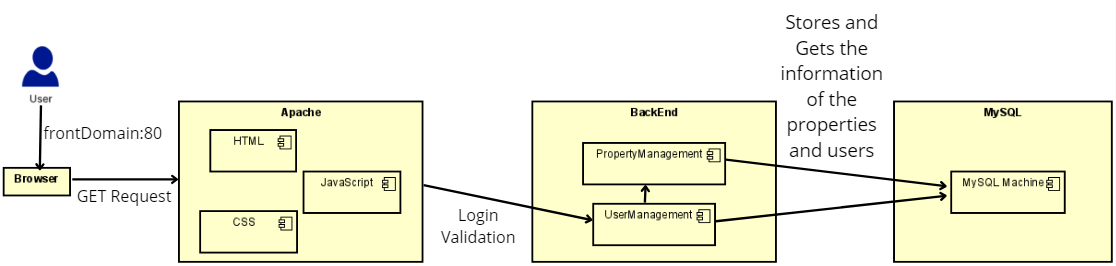 User
frontDomain:80
Browser
GET Request
Apache
HTML
JavaScript
CSS
Login
Validation
BackEnd
PropertyManagement
UserManagement
Stores and
Gets the
information
of the
properties
and users
MySQL
MySQL Machine